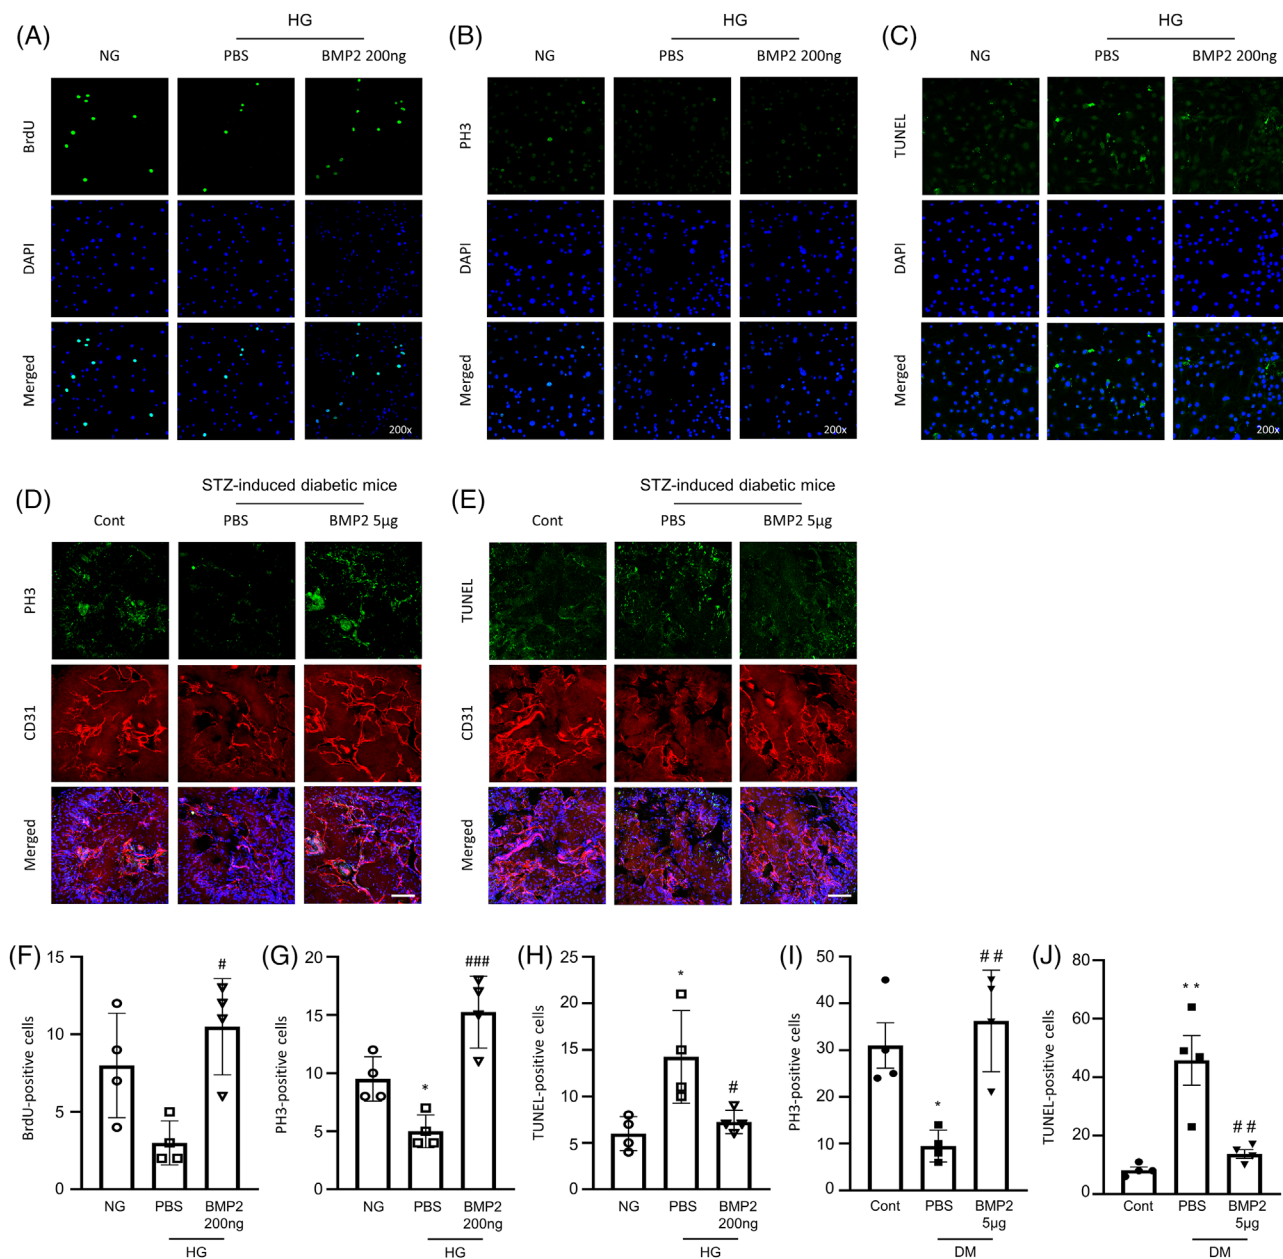 (A)
HG
NG PBS BMP2 200ng
BrdU
DAPI
Merged
200x
(B)
HG
NG PBS BMP2 200ng
PH3
DAPI
Merged
200x
(C)
HG
NG PBS BMP2 200ng
TUNEL
DAPI
Merged
200x
(D)
STZ-induced diabetic mice
Cont PBS BMP2 5µg
PH3
CD31
Merged
(E)
STZ-induced diabetic mice
Cont PBS BMP2 5µg
TUNEL
CD31
Merged
(F)
BrdU-positive cells
15
10
5
0
#
NG PBS BMP2
200ng
HG
(G)
PH3-positive cells
20
15
10
5
0
*
###
NG PBS BMP2
200ng
HG
(H)
TUNEL-positive cells
25
20
15
10
5
0
*
#
NG PBS BMP2
200ng
HG
(I)
PH3-positive cells
50
40
30
20
10
0
*
# #
Cont PBS BMP2
5µg
DM
(J)
TUNEL-positive cells
80
60
40
20
0
* *
# #
Cont PBS BMP2
5µg
DM